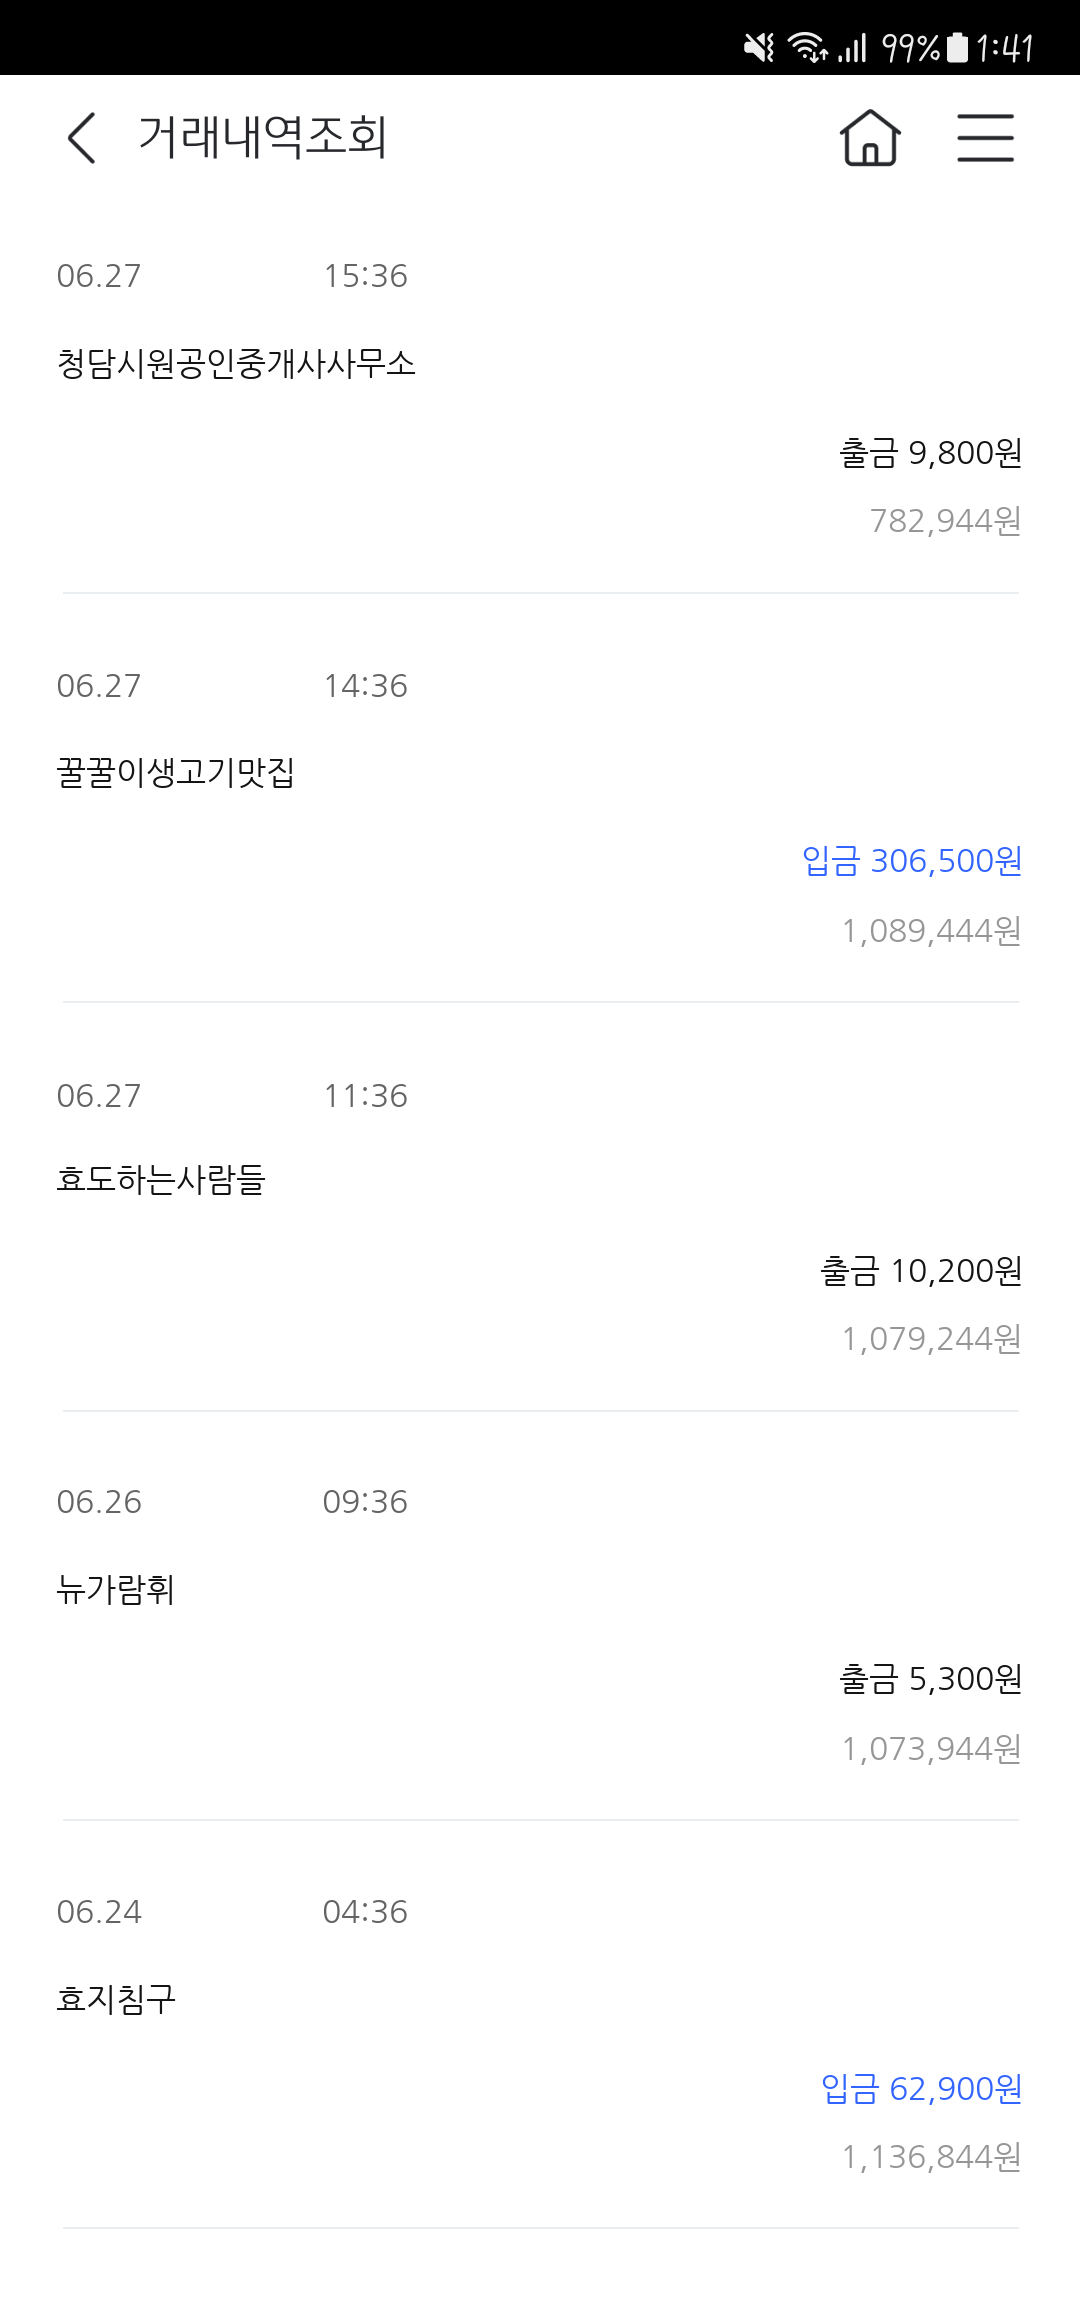 99% 1:41
거래내역조회
06.27 15:36
청담시원공인중개사사무소
출금 9,800원
782,944원
06.27 14:36
꿀꿀이생고기맛집
입금 306,500원
1,089,444원
06.27 11:36
효도하는사람들
출금 10,200원
1,079,244원
06.26 09:36
뉴가람휘
출금 5,300원
1,073,944원
06.24 04:36
효지침구
입금 62,900원
1,136,844원